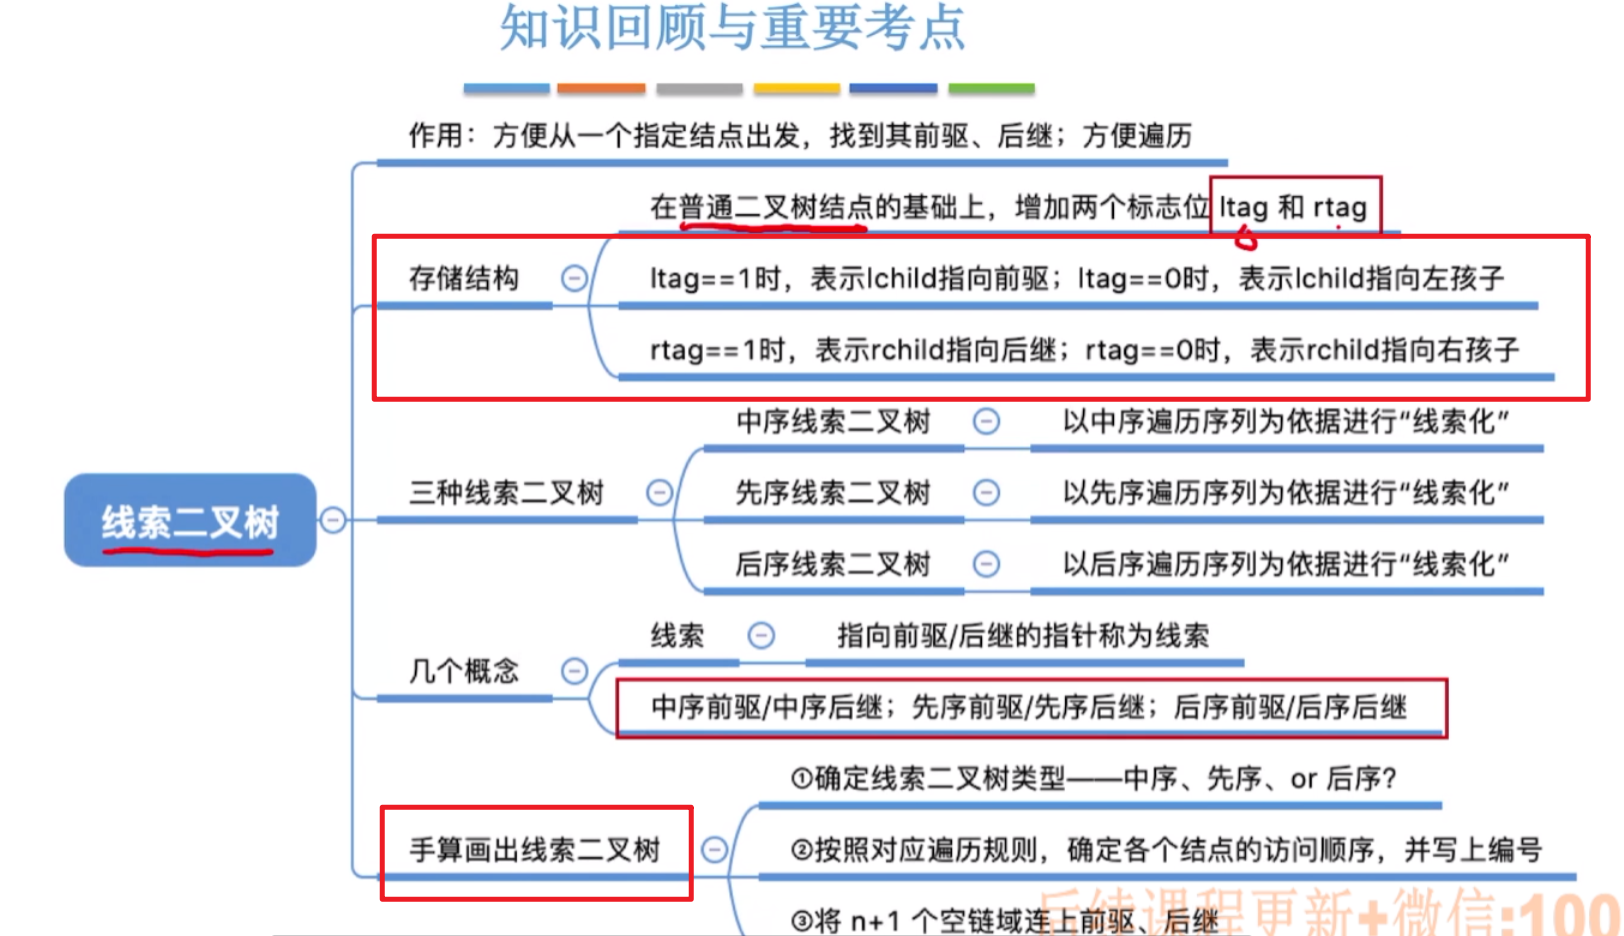 知识回顾与重要考点
作用：方便从一个指定结点出发，找到其前驱、后继；方便遍历
在普通二叉树结点的基础上，增加两个标志位 ltag 和 rtag
存储结构
ltag==1时，表示lchild指向前驱；ltag==0时，表示lchild指向左孩子
rtag==1时，表示rchild指向后继；rtag==0时，表示rchild指向右孩子
中序线索二叉树
以中序遍历序列为依据进行“线索化”
线索二叉树
三种线索二叉树
先序线索二叉树
以先序遍历序列为依据进行“线索化”
后序线索二叉树
以后序遍历序列为依据进行“线索化”
线索
指向前驱/后继的指针称为线索
几个概念
中序前驱/中序后继；先序前驱/先序后继；后序前驱/后序后继
①确定线索二叉树类型——中序、先序、or 后序？
手算画出线索二叉树
②按照对应遍历规则，确定各个结点的访问顺序，并写上编号
③将 n+1 个空链域连上前驱、后继
后续课程更新+微信:100